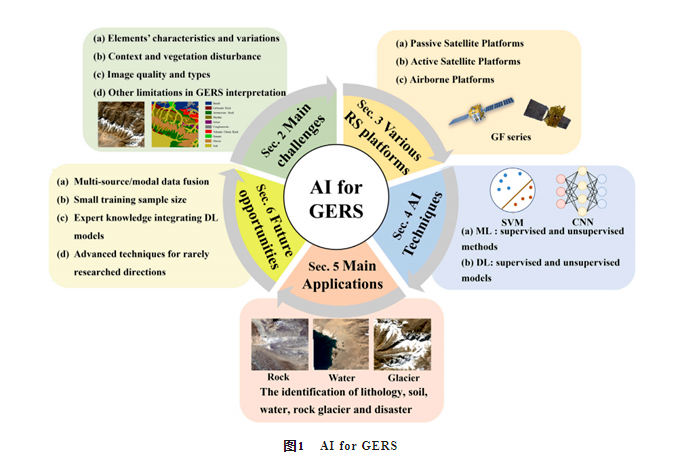 (a) Elements' characteristics and variations
(b) Context and vegetation disturbance
(c) Image quality and types
(d) Other limitations in GERS interpretation
(a) Passive Satellite Platforms
(b) Active Satellite Platforms
(c) Airborne Platforms
GF series
Sec. 2 Main
challenges
Sec. 3 Various
RS platforms
AI for
GERS
Sec. 4 AI
Techniques
Sec. 5 Main
Applications
Sec. 6 Future
opportunities
(a) Multi-source/modal data fusion
(b) Small training sample size
(c) Expert knowledge integrating DL
models
(d) Advanced techniques for rarely
researched directions
SVM
CNN
(a) ML : supervised and unsupervised
methods
(b) DL: supervised and unsupervised
models
Rock
Water
Glacier
The identification of lithology, soil,
water, rock glacier and disaster
图1 AI for GERS